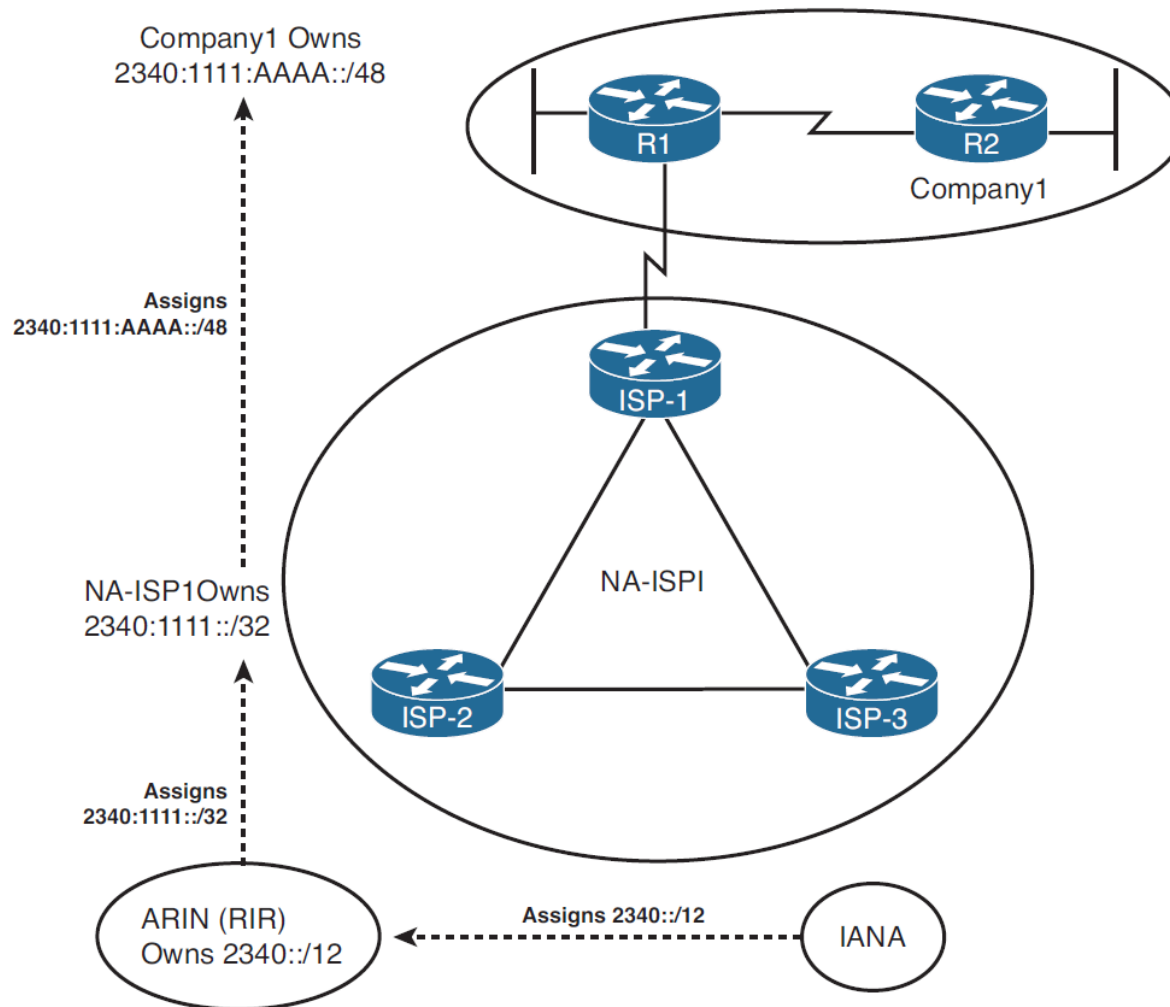 Company1 Owns
2340:1111:AAAA::/48
R1
R2
Company1
Assigns
2340:1111:AAAA::/48
ISP-1
NA-ISP1Owns
2340:1111::/32
NA-ISPI
ISP-2
ISP-3
Assigns
2340:1111::/32
ARIN (RIR)
Owns 2340::/12
Assigns 2340::/12
IANA